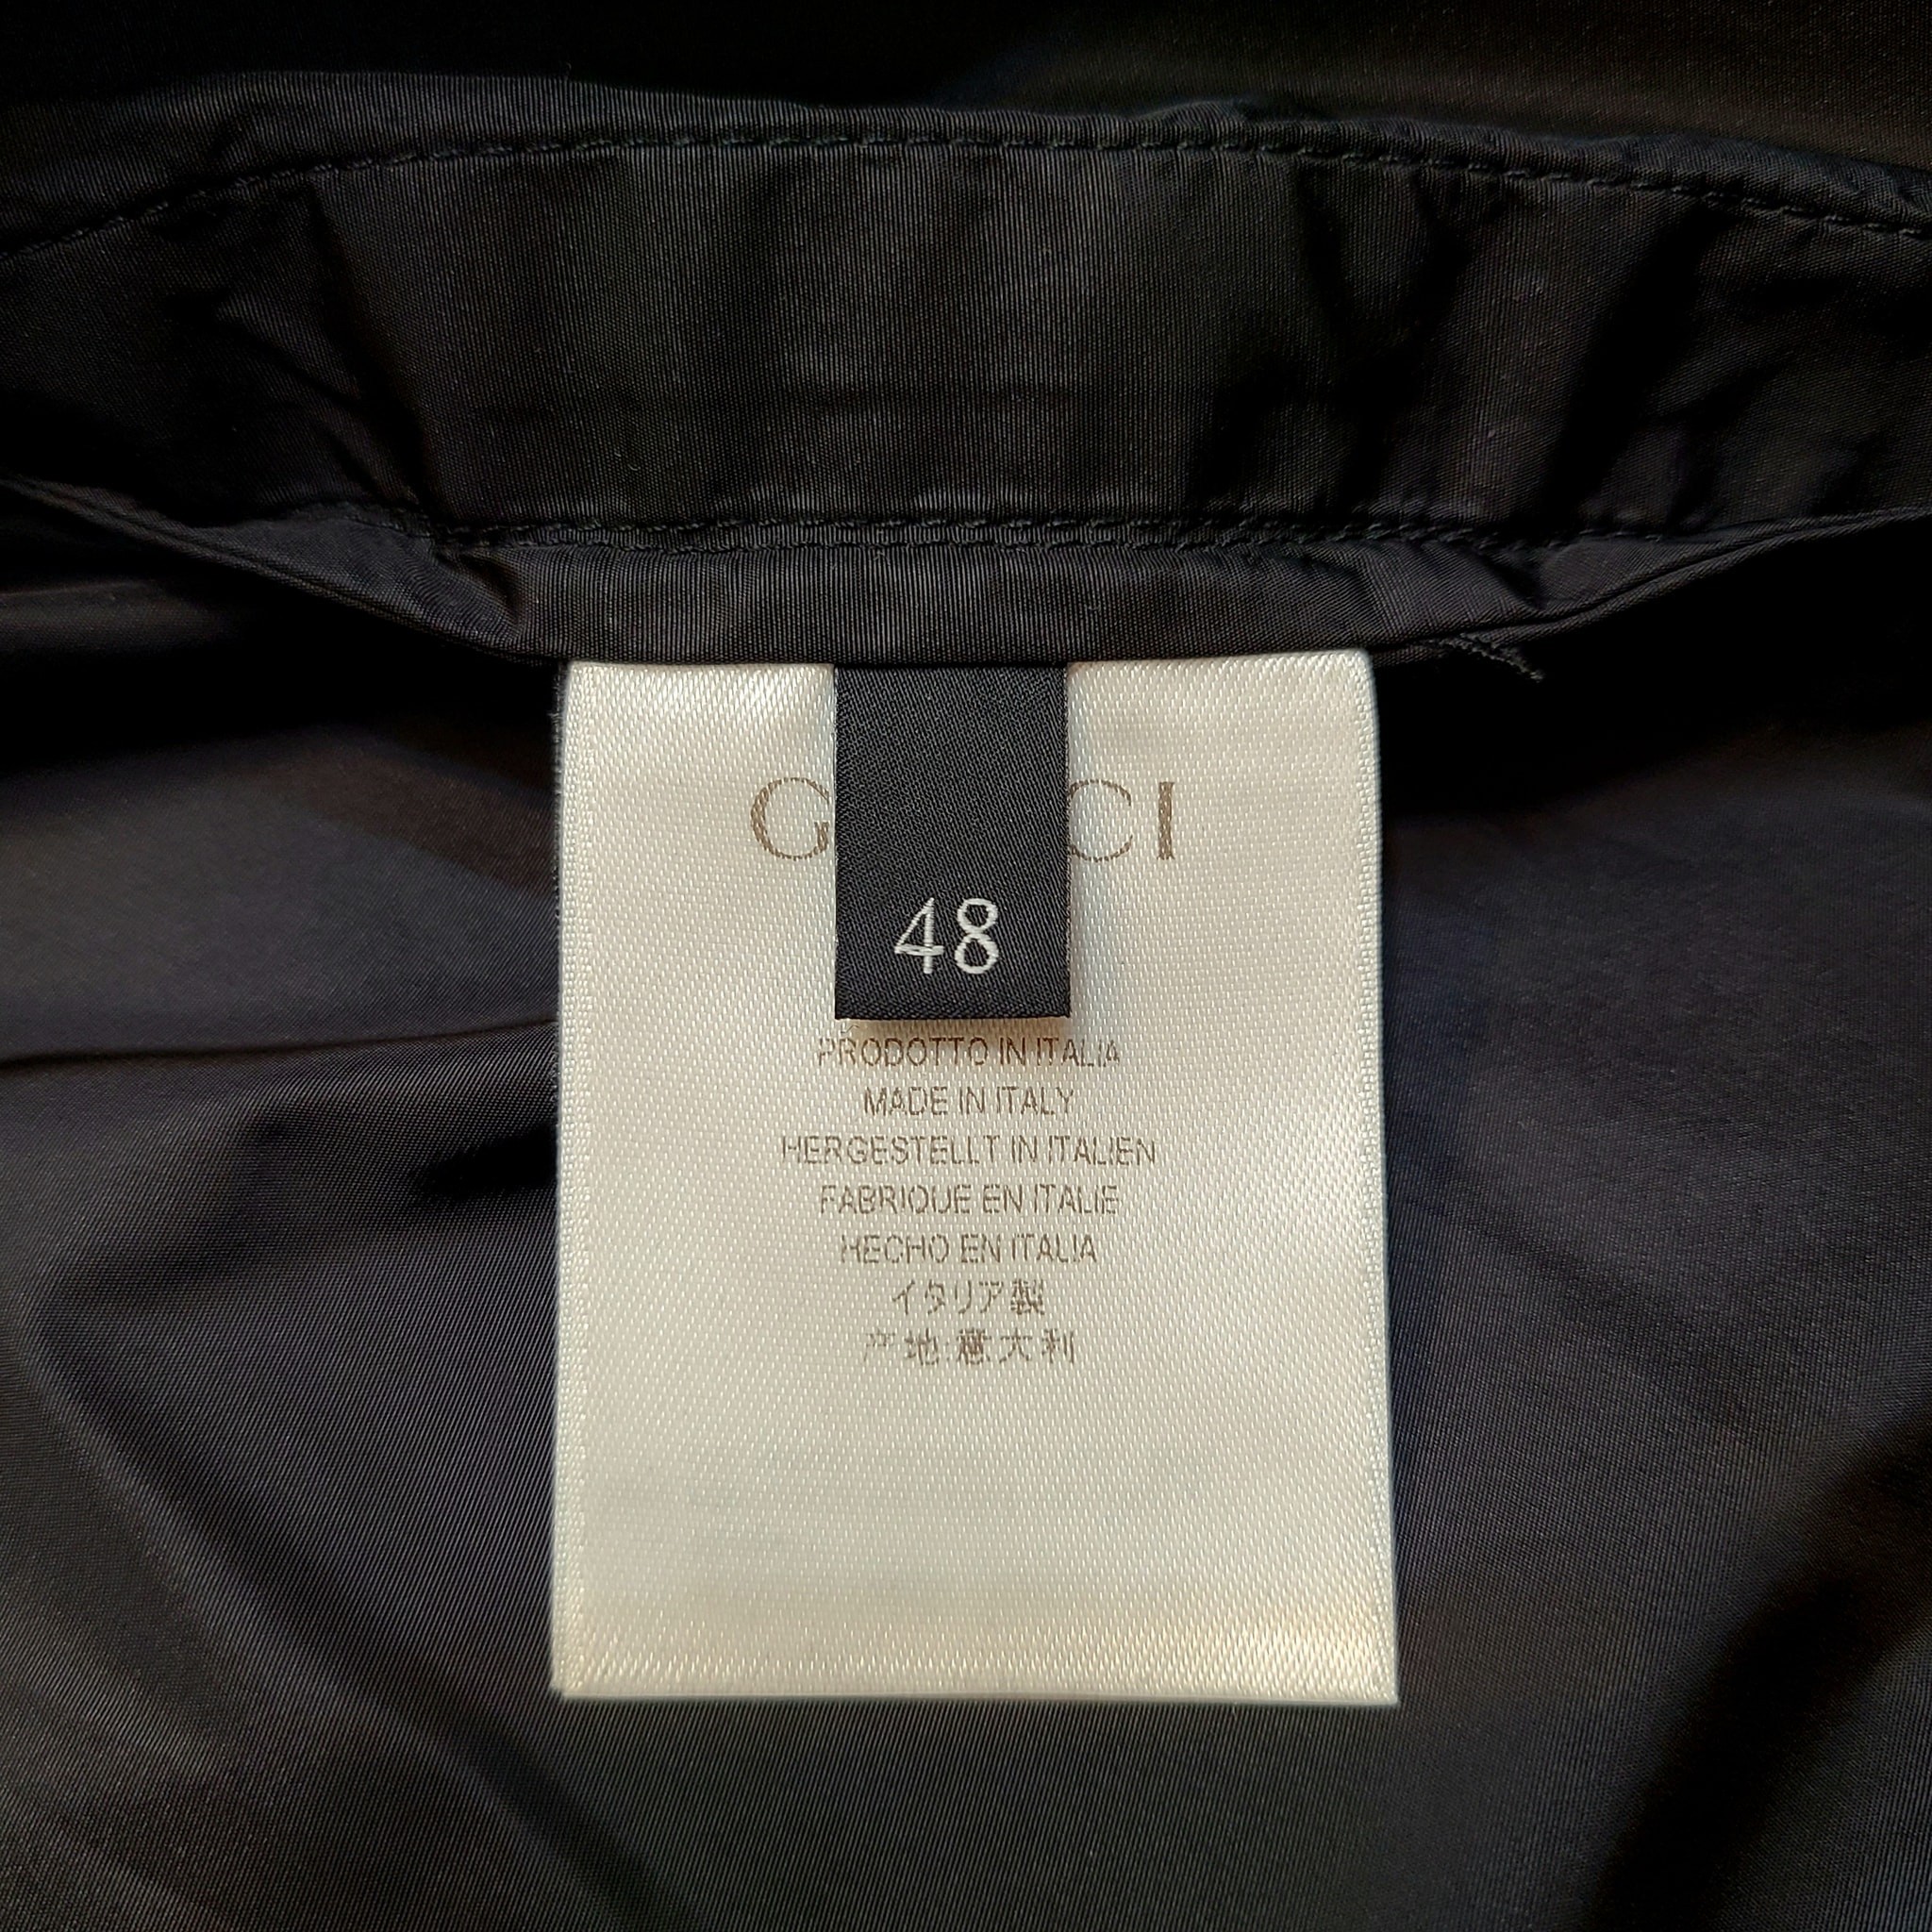 G CCI
48
PRODOTTO IN ITALIA
MADE IN ITALY
HERGESTELLT IN ITALIEN
FABRIQUE EN ITALIE
HECHO EN ITALIA
イタリア製
产地:意大利